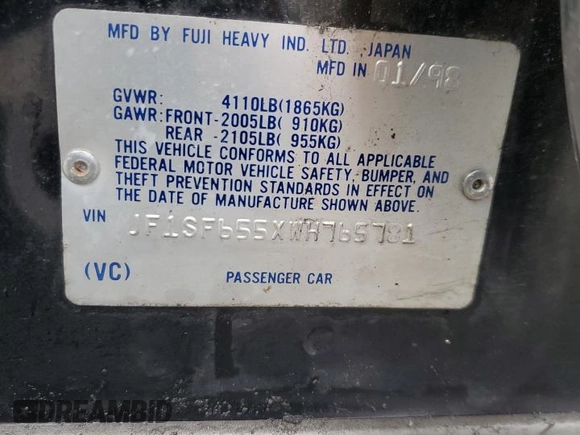 MFD BY FUJI HEAVY IND. LTD. JAPAN
MFD IN 01/98
GVWR: 4110LB(1865KG)
GAWR:FRONT-2005LB( 910KG)
REAR -2105LB( 955KG)
THIS VEHICLE CONFORMS TO ALL APPLICABLE
FEDERAL MOTOR VEHICLE SAFETY, BUMPER, AND
THEFT PREVENTION STANDARDS IN EFFECT ON
THE DATE OF MANUFACTURE SHOWN ABOVE.
VIN JF1SF655XWH765781
(VC) PASSENGER CAR
DREAMBID